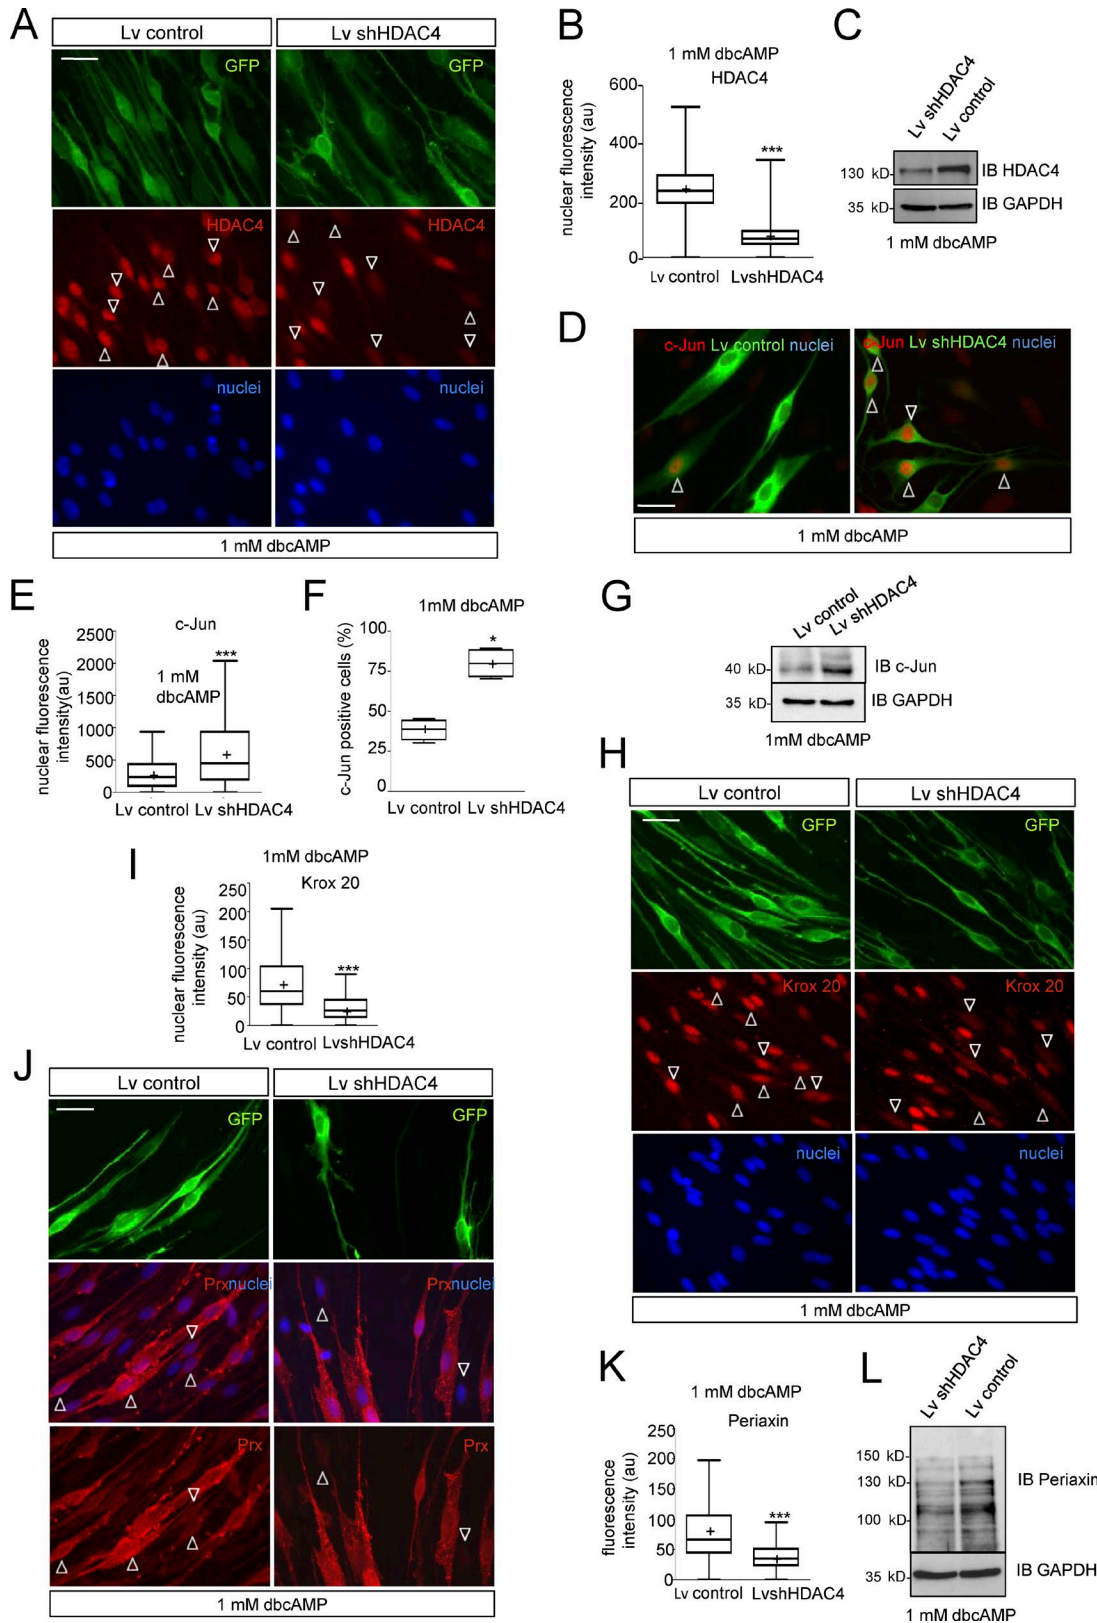 A
Lv control
Lv shHDAC4
GFP
GFP
HDAC4
HDAC4
nuclei
nuclei
1 mM dbcAMP
B
1 mM dbcAMP
HDAC4
nuclear fluorescence
intensity (au)
600
400
200
0
***
Lv control
LvshHDAC4
C
Lv shHDAC4
Lv control
130 kD
IB HDAC4
35 kD
IB GAPDH
1 mM dbcAMP
D
c-Jun Lv control nuclei
c-Jun Lv shHDAC4 nuclei
1 mM dbcAMP
E
c-Jun
nuclear fluorescence
intensity(au)
2500
2000
1500
1000
500
0
1 mM
dbcAMP
***
Lv control
Lv shHDAC4
F
1mM dbcAMP
c-Jun positive cells (%)
100
75
50
25
0
*
Lv control
Lv shHDAC4
G
Lv control
Lv shHDAC4
40 kD
IB c-Jun
35 kD
IB GAPDH
1mM dbcAMP
H
Lv control
Lv shHDAC4
GFP
GFP
Krox 20
Krox 20
nuclei
nuclei
1 mM dbcAMP
I
1mM dbcAMP
Krox 20
nuclear fluorescence
intensity (au)
250
200
150
100
50
0
***
Lv control
LvshHDAC4
J
Lv control
Lv shHDAC4
GFP
GFP
Prxnuclei
Prxnuclei
Prx
Prx
1 mM dbcAMP
K
1 mM dbcAMP
Periaxin
fluorescence
intensity (au)
250
200
150
100
50
0
***
Lv control
LvshHDAC4
L
Lv shHDAC4
Lv control
150 kD
130 kD
100 kD
IB Periaxin
35 kD
IB GAPDH
1 mM dbcAMP